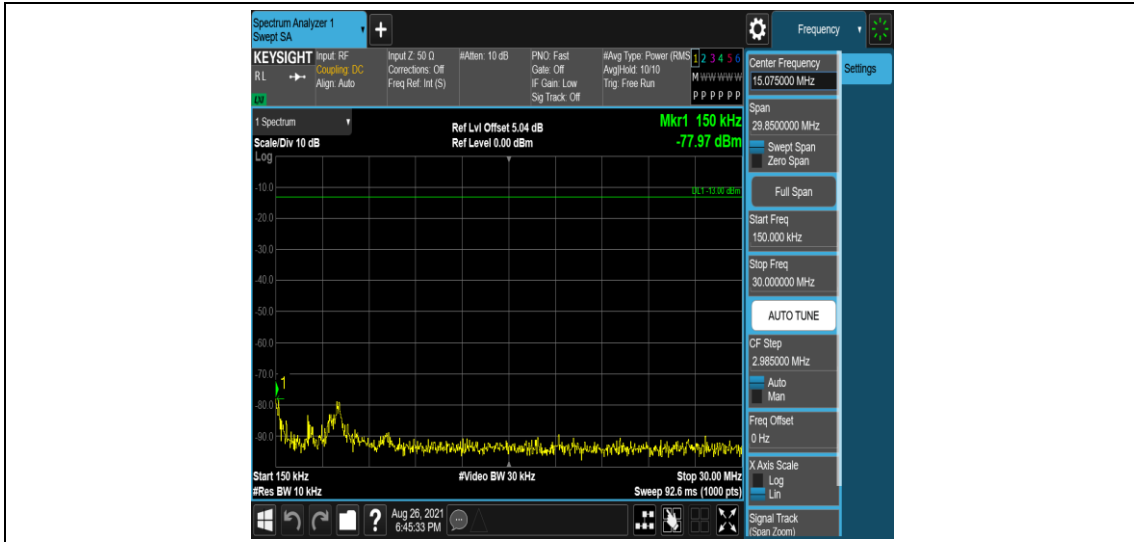 Spectrum Analyzer 1
Swept SA
+
Frequency
KEYSIGHT
RL
Input: RF
Coupling: DC
Align: Auto
Input Z: 50 Ω
Corrections: Off
Freq Ref: Int (S)
#Atten: 10 dB
PNO: Fast
Gate: Off
IF Gain: Low
Sig Track: Off
#Avg Type: Power (RMS
Avg|Hold: 10/10
Trig: Free Run
1 2 3 4 5 6
M W W W W W
P P P P P P
1 Spectrum
Scale/Div 10 dB
Ref Lvl Offset 5.04 dB
Ref Level 0.00 dBm
Mkr1 150 kHz
-77.97 dBm
Log
DL1 -13.00 dBm
-10.0
-20.0
-30.0
-40.0
-50.0
-60.0
-70.0
1
-80.0
-90.0
Start 150 kHz
#Video BW 30 kHz
Stop 30.00 MHz
#Res BW 10 kHz
Sweep 92.6 ms (1000 pts)
?
Aug 26, 2021
6:45:33 PM
Center Frequency
15.075000 MHz
Settings
Span
29.8500000 MHz
Swept Span
Zero Span
Full Span
Start Freq
150.000 kHz
Stop Freq
30.000000 MHz
AUTO TUNE
CF Step
2.985000 MHz
Auto
Man
Freq Offset
0 Hz
X Axis Scale
Log
Lin
Signal Track
(Span Zoom)